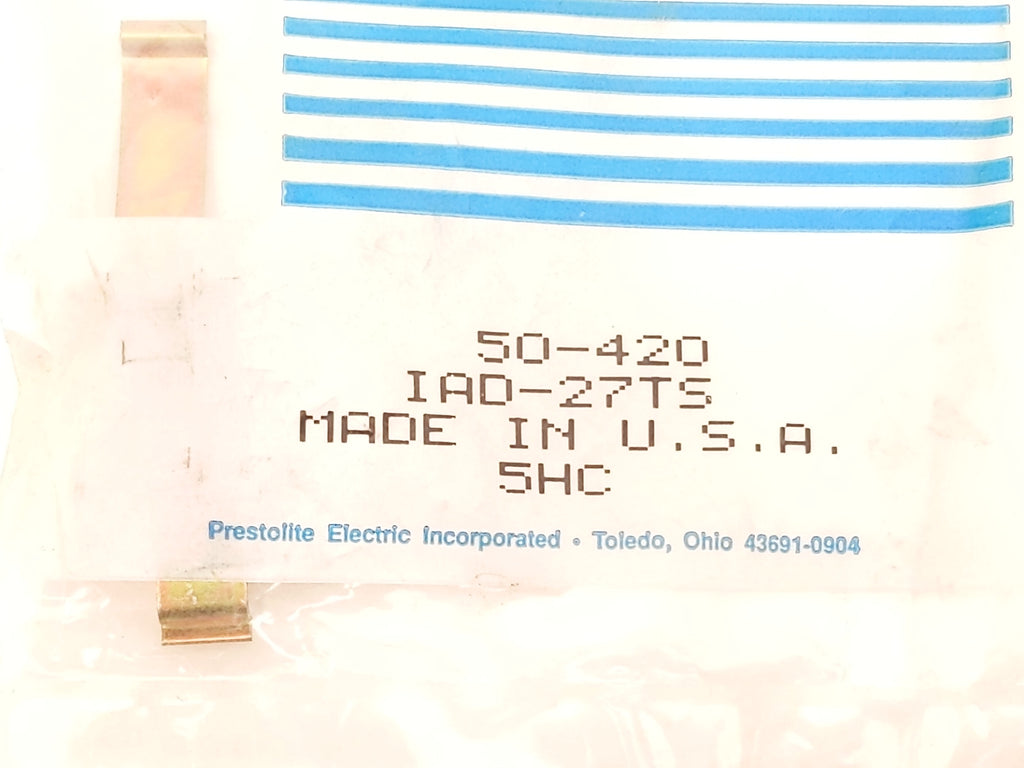 50-420
IAD-27TS
MADE IN U.S.A.
5HC
Prestolite Electric Incorporated • Toledo, Ohio 43691-0904